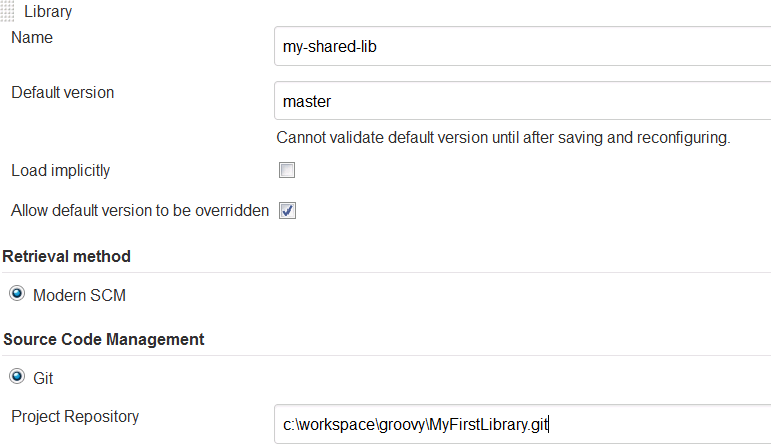 Library
Name
my-shared-lib
Default version
master
Cannot validate default version until after saving and reconfiguring.
Load implicitly
Allow default version to be overridden
Retrieval method
Modern SCM
Source Code Management
Git
Project Repository
c:\workspace\groovy\MyFirstLibrary.git